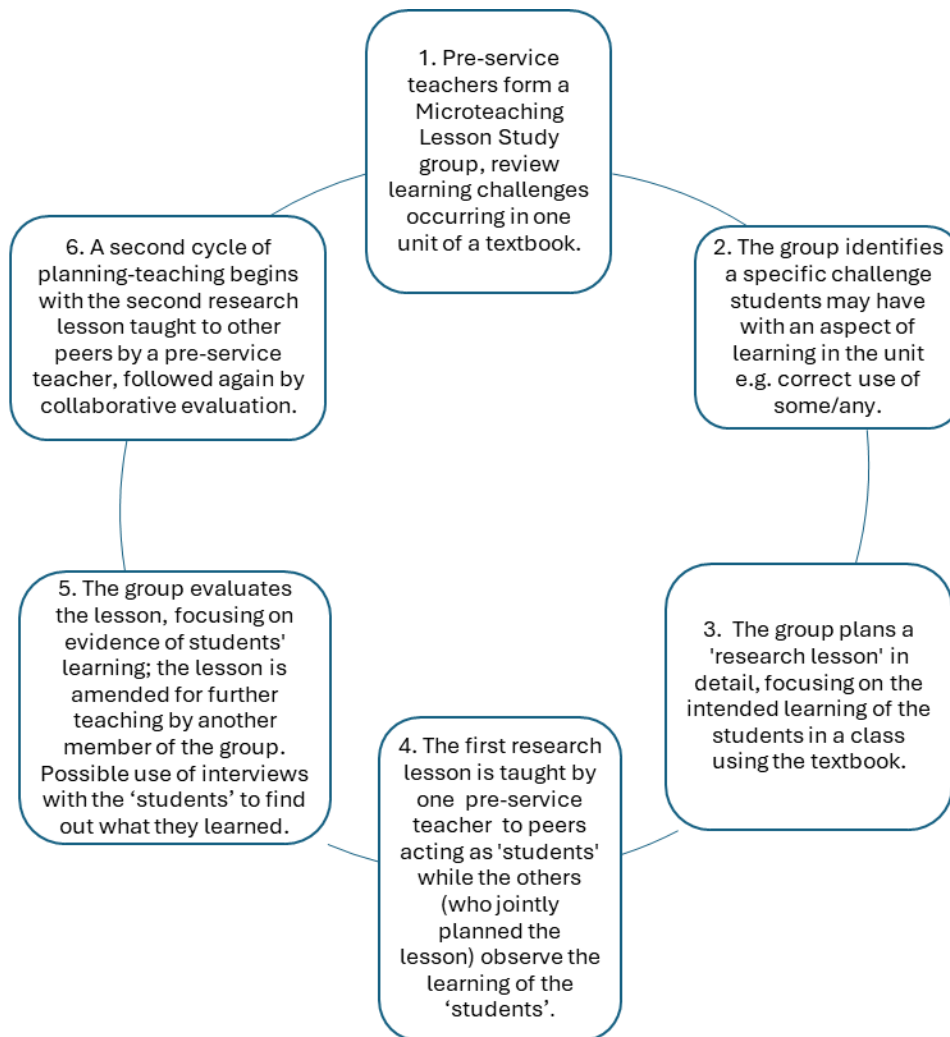 1. Pre-service
teachers form a
Microteaching
Lesson Study
group, review
learning challenges
occurring in one
unit of a textbook.
2. The group identifies
a specific challenge
students may have
with an aspect of
learning in the unit
e.g. correct use of
some/any.
3. The group plans a
'research lesson' in
detail, focusing on the
intended learning of the
students in a class
using the textbook.
4. The first research
lesson is taught by
one pre-service
teacher to peers
acting as 'students'
while the others
(who jointly
planned the
lesson) observe the
learning of the
‘students’.
5. The group evaluates
the lesson, focusing on
evidence of students'
learning; the lesson is
amended for further
teaching by another
member of the group.
Possible use of interviews
with the ‘students’ to find
out what they learned.
6. A second cycle of
planning-teaching begins
with the second research
lesson taught to other
peers by a pre-service
teacher, followed again by
collaborative evaluation.